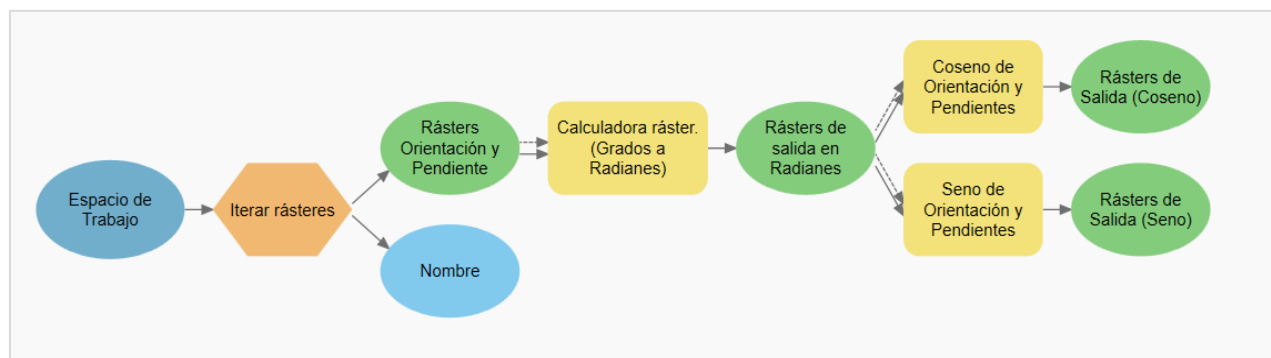 Espacio de
Trabajo
Iterar rásteres
Rásters
Orientación y
Pendiente
Nombre
Calculadora ráster.
(Grados a
Radianes)
Rásters de
salida en
Radianes
Coseno de
Orientación y
Pendientes
Rásters de
Salida (Coseno)
Seno de
Orientación y
Pendientes
Rásters de
Salida (Seno)